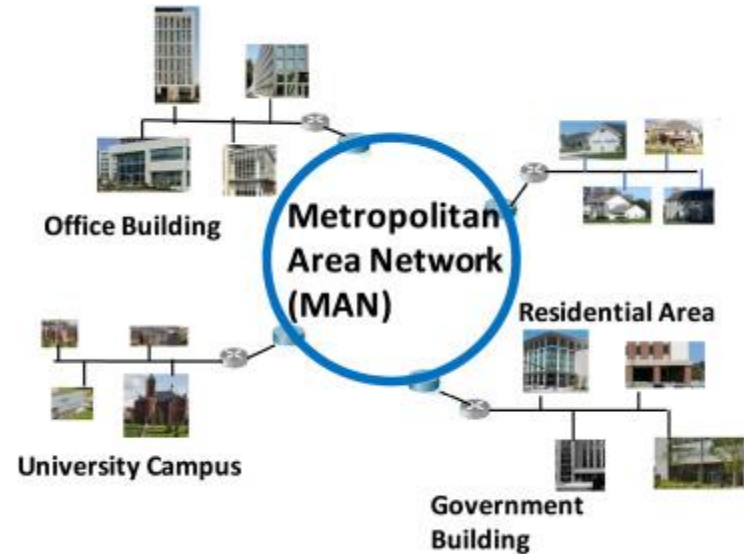 Office Building
Metropolitan
Area Network
(MAN)
Residential Area
University Campus
Government
Building